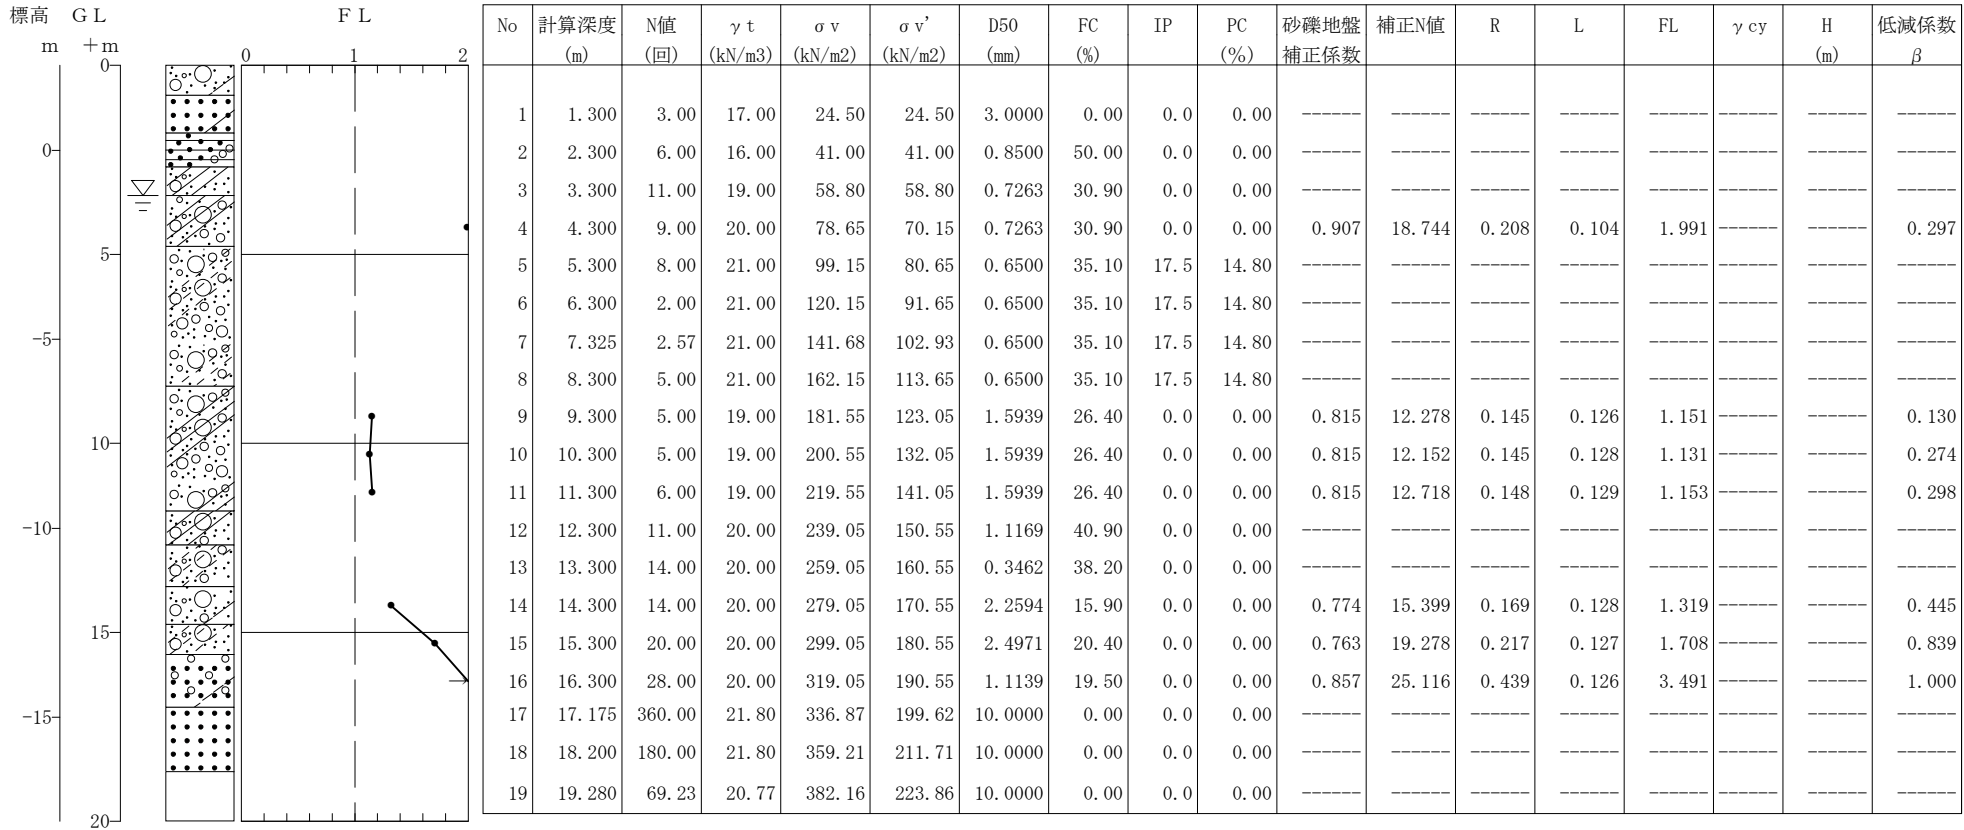 標高 GL FL No 計算深度 N値 γt σv σv' D50 FC IP PC 砂礫地盤 補正N値 R L FL γcy H 低減係数
m +m (m) (回) (kN/m3) (kN/m2) (kN/m2) (mm) (%) (%) 補正係数 (m) β
0 0 1 2
1 1.300 3.00 17.00 24.50 24.50 3.0000 0.00 0.0 0.00 ------ ------ ------ ------ ------ ------ ------ ------
0
2 2.300 6.00 16.00 41.00 41.00 0.8500 50.00 0.0 0.00 ------ ------ ------ ------ ------ ------ ------ ------
3 3.300 11.00 19.00 58.80 58.80 0.7263 30.90 0.0 0.00 ------ ------ ------ ------ ------ ------ ------ ------
4 4.300 9.00 20.00 78.65 70.15 0.7263 30.90 0.0 0.00 0.907 18.744 0.208 0.104 1.991 ------ ------ 0.297
5
5 5.300 8.00 21.00 99.15 80.65 0.6500 35.10 17.5 14.80 ------ ------ ------ ------ ------ ------ ------ ------
6 6.300 2.00 21.00 120.15 91.65 0.6500 35.10 17.5 14.80 ------ ------ ------ ------ ------ ------ ------ ------
-5
7 7.325 2.57 21.00 141.68 102.93 0.6500 35.10 17.5 14.80 ------ ------ ------ ------ ------ ------ ------ ------
8 8.300 5.00 21.00 162.15 113.65 0.6500 35.10 17.5 14.80 ------ ------ ------ ------ ------ ------ ------ ------
9 9.300 5.00 19.00 181.55 123.05 1.5939 26.40 0.0 0.00 0.815 12.278 0.145 0.126 1.151 ------ ------ 0.130
10
10 10.300 5.00 19.00 200.55 132.05 1.5939 26.40 0.0 0.00 0.815 12.152 0.145 0.128 1.131 ------ ------ 0.274
11 11.300 6.00 19.00 219.55 141.05 1.5939 26.40 0.0 0.00 0.815 12.718 0.148 0.129 1.153 ------ ------ 0.298
-10
12 12.300 11.00 20.00 239.05 150.55 1.1169 40.90 0.0 0.00 ------ ------ ------ ------ ------ ------ ------ ------
13 13.300 14.00 20.00 259.05 160.55 0.3462 38.20 0.0 0.00 ------ ------ ------ ------ ------ ------ ------ ------
14 14.300 14.00 20.00 279.05 170.55 2.2594 15.90 0.0 0.00 0.774 15.399 0.169 0.128 1.319 ------ ------ 0.445
15
15 15.300 20.00 20.00 299.05 180.55 2.4971 20.40 0.0 0.00 0.763 19.278 0.217 0.127 1.708 ------ ------ 0.839
16 16.300 28.00 20.00 319.05 190.55 1.1139 19.50 0.0 0.00 0.857 25.116 0.439 0.126 3.491 ------ ------ 1.000
-15
17 17.175 360.00 21.80 336.87 199.62 10.0000 0.00 0.0 0.00 ------ ------ ------ ------ ------ ------ ------ ------
18 18.200 180.00 21.80 359.21 211.71 10.0000 0.00 0.0 0.00 ------ ------ ------ ------ ------ ------ ------ ------
19 19.280 69.23 20.77 382.16 223.86 10.0000 0.00 0.0 0.00 ------ ------ ------ ------ ------ ------ ------ ------
20